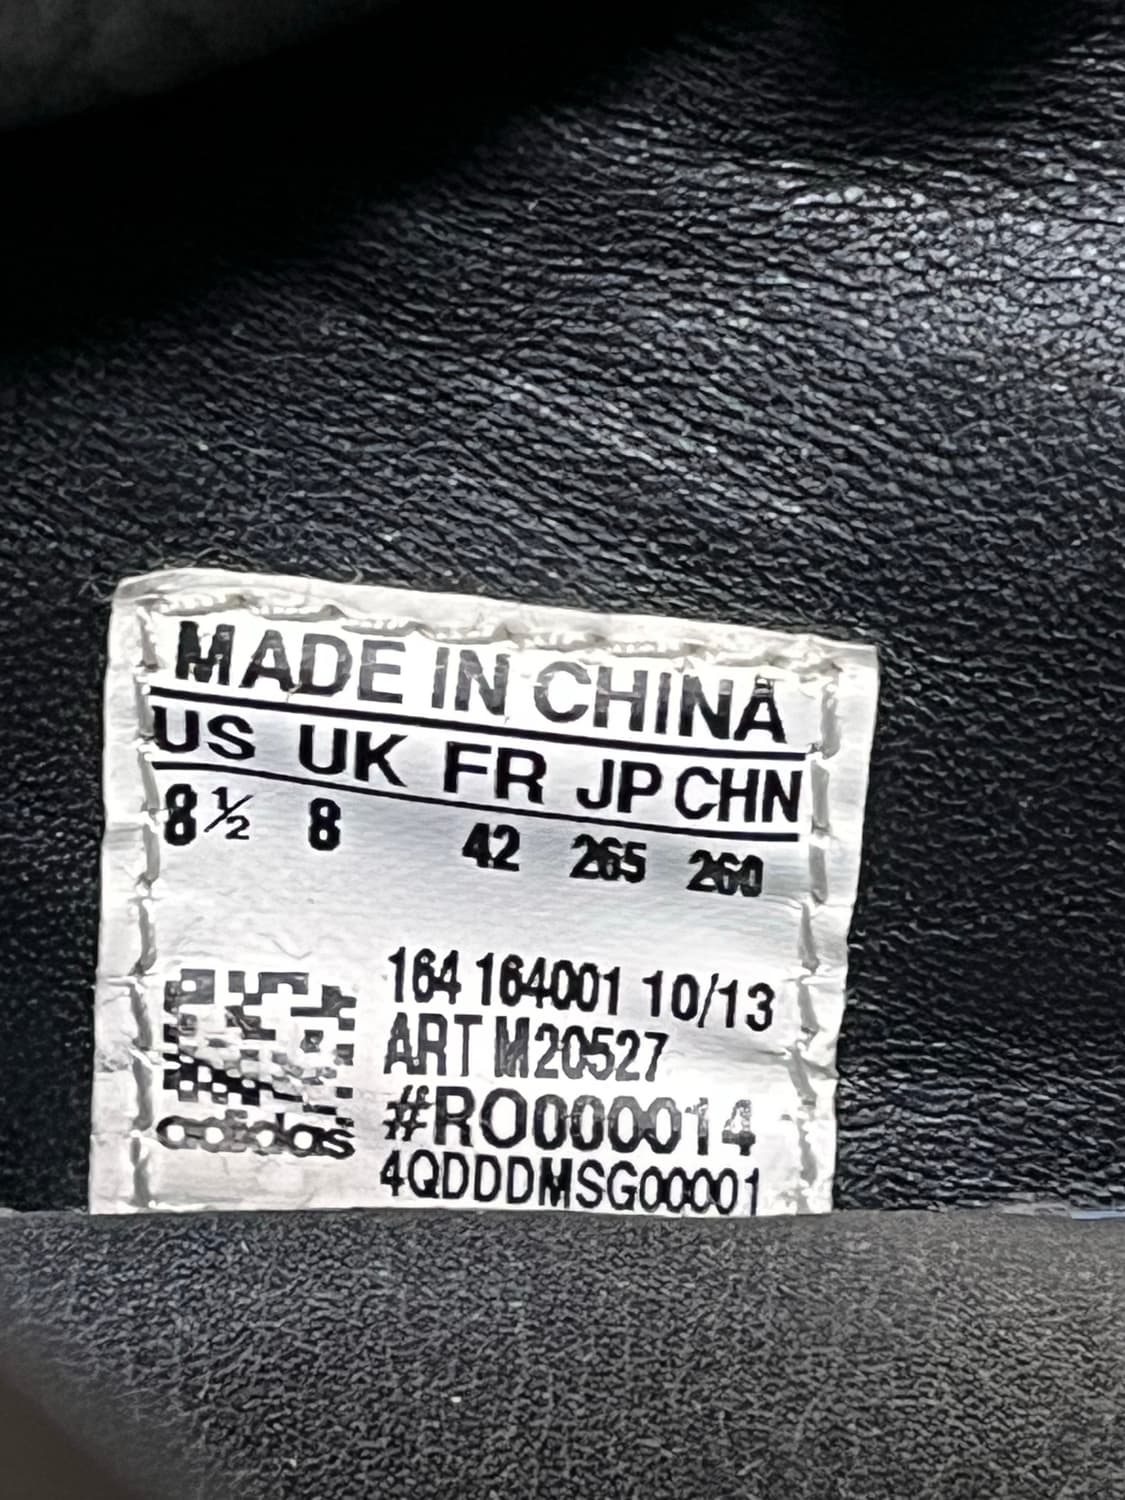 MADE IN CHINA
US UK FR JP CHN
8½ 8 42 265 260
164 164001 10/13
ART M20527
#RO000014
adidas
4QDDDMSG00001